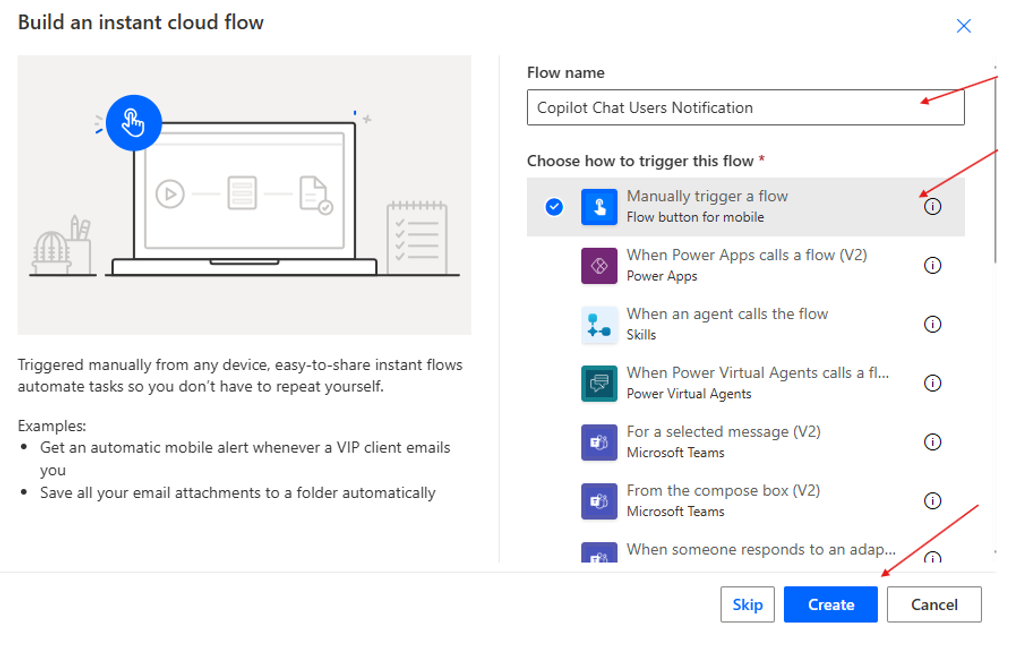 Build an instant cloud flow
Triggered manually from any device, easy-to-share instant flows
automate tasks so you don't have to repeat yourself.
Examples:
Get an automatic mobile alert whenever a VIP client emails
you
Save all your email attachments to a folder automatically
Flow name
Copilot Chat Users Notification
Choose how to trigger this flow *
Manually trigger a flow
Flow button for mobile
When Power Apps calls a flow (V2)
Power Apps
When an agent calls the flow
Skills
When Power Virtual Agents calls a fl...
Power Virtual Agents
For a selected message (V2)
Microsoft Teams
From the compose box (V2)
Microsoft Teams
When someone responds to an adap...
Skip
Create
Cancel